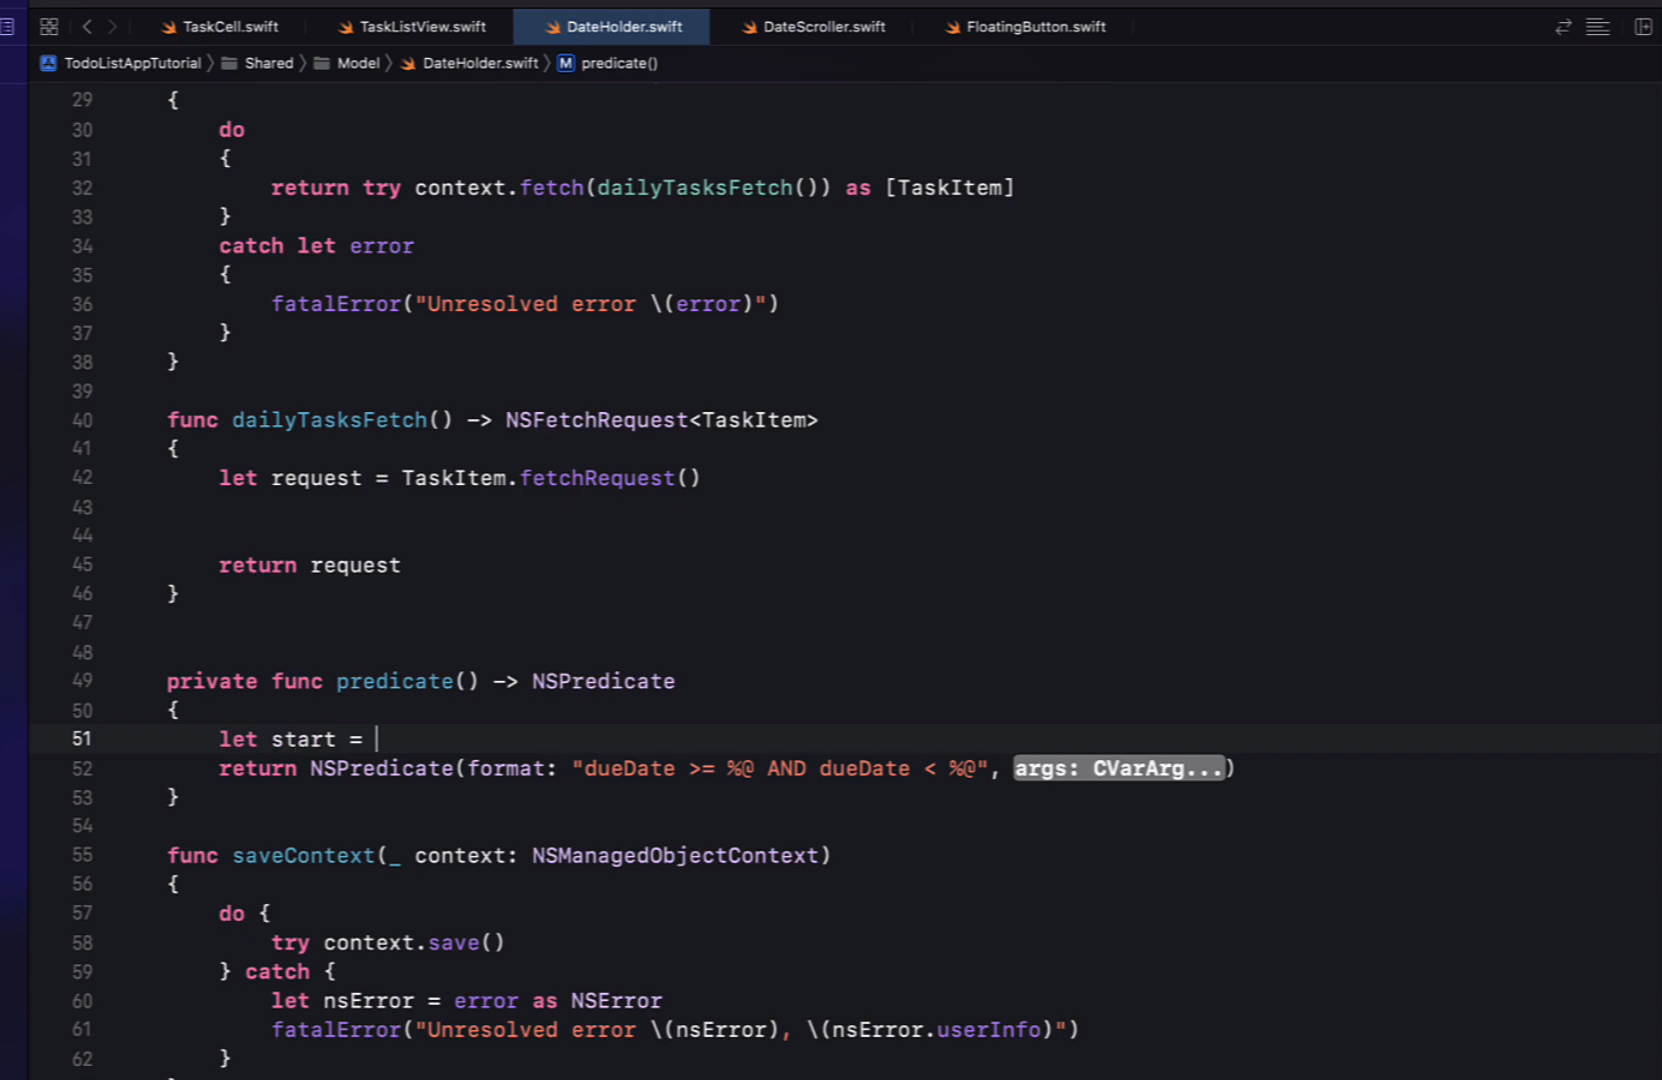 TaskCell.swift TaskListView.swift DateHolder.swift DateScroller.swift FloatingButton.swift
TodoListAppTutorial Shared Model DateHolder.swift M predicate()
29 {
30 do
31 {
32 return try context.fetch(dailyTasksFetch()) as [TaskItem]
33 }
34 catch let error
35 {
36 fatalError("Unresolved error \(error)")
37 }
38 }
39
40 func dailyTasksFetch() -> NSFetchRequest<TaskItem>
41 {
42 let request = TaskItem.fetchRequest()
43
44
45 return request
46 }
47
48
49 private func predicate() -> NSPredicate
50 {
51 let start =
52 return NSPredicate(format: "dueDate >= %@ AND dueDate < %@", args: CVarArg...)
53 }
54
55 func saveContext(_ context: NSManagedObjectContext)
56 {
57 do {
58 try context.save()
59 } catch {
60 let nsError = error as NSError
61 fatalError("Unresolved error \(nsError), \(nsError.userInfo)")
62 }